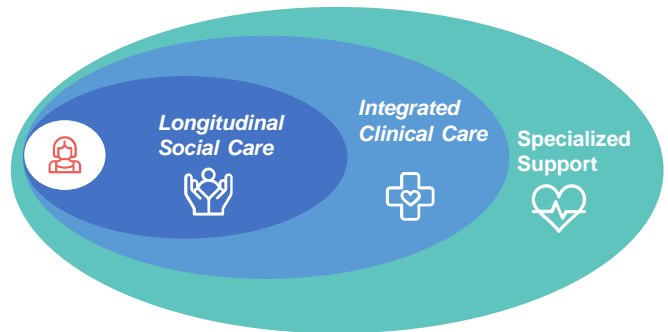 Longitudinal
Social Care
Integrated
Clinical Care
Specialized
Support